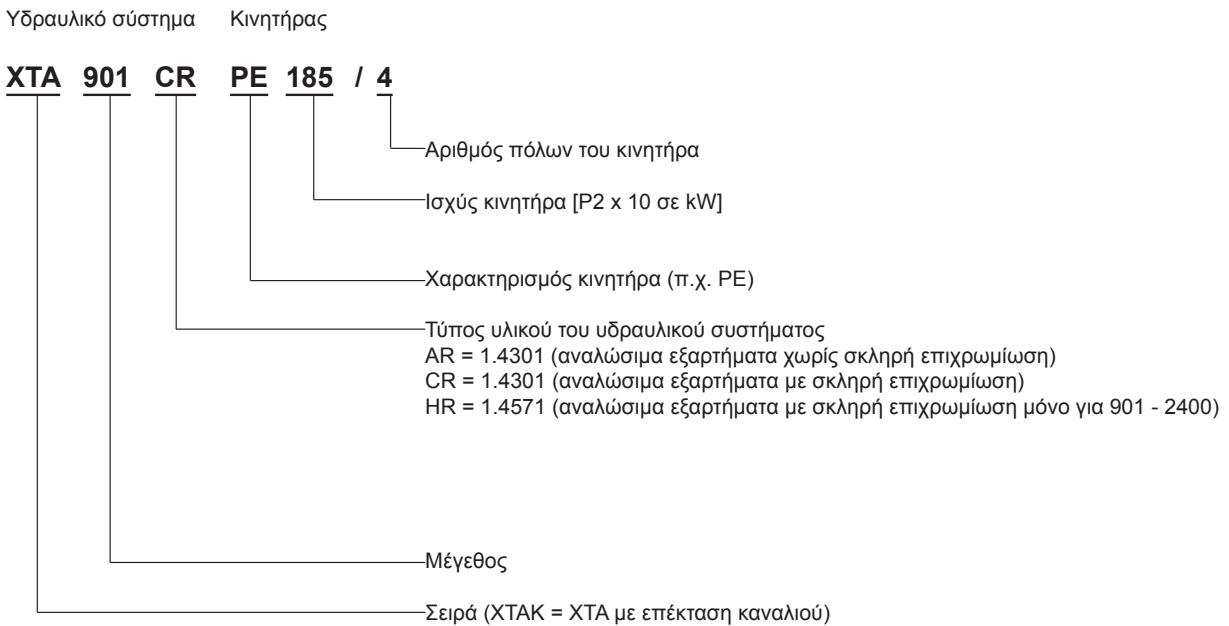 Υδραυλικό σύστημα Κινητήρας
XTA 901 CR PE 185 / 4
Αριθμός πόλων του κινητήρα
Ισχύς κινητήρα [P2 x 10 σε kW]
Χαρακτηρισμός κινητήρα (π.χ. PE)
Τύπος υλικού του υδραυλικού συστήματος
AR = 1.4301 (αναλώσιμα εξαρτήματα χωρίς σκληρή επιχρωμίωση)
CR = 1.4301 (αναλώσιμα εξαρτήματα με σκληρή επιχρωμίωση)
HR = 1.4571 (αναλώσιμα εξαρτήματα με σκληρή επιχρωμίωση μόνο για 901 - 2400)
Μέγεθος
Σειρά (XTAK = XTA με επέκταση καναλιού)